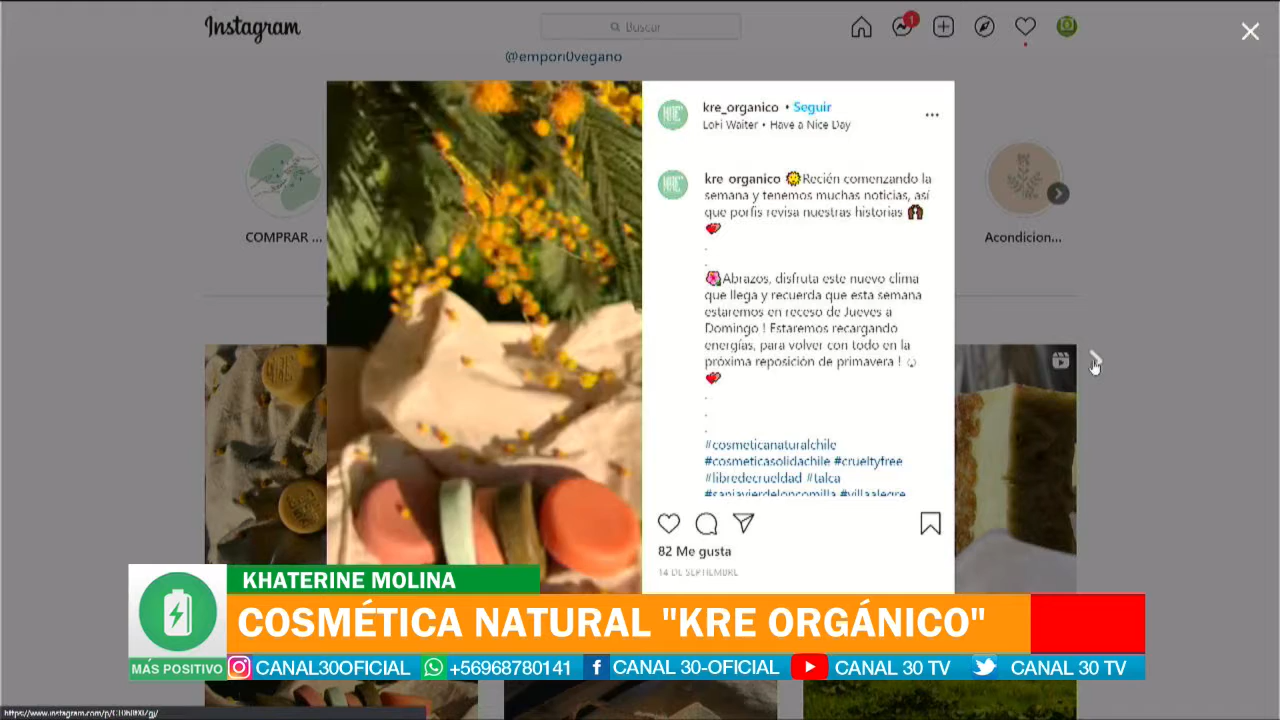 Instagram
Buscar
1
@empori0vegano
kre_organico • Seguir
LoFi Waiter • Have a Nice Day
kre_organico Recién comenzando la
semana y tenemos muchas noticias, así
que porfis revisa nuestras historias
.
.
Abrazos, disfruta este nuevo clima
que llega y recuerda que esta semana
estaremos en receso de Jueves a
Domingo ! Estaremos recargando
energías, para volver con todo en la
próxima reposición de primavera !
.
.
.
#cosmeticanaturalchile
#cosmeticasolidachile #crueltyfree
#libredecrueldad #talca
#sanjavierdeloncomilla #villaalegre
82 Me gusta
14 DE SEPTIEMBRE
COMPRAR ...
Acondicion...
KRE
KHATERINE MOLINA
COSMÉTICA NATURAL "KRE ORGÁNICO"
MÁS POSITIVO
CANAL30OFICIAL +56968780141 CANAL 30-OFICIAL CANAL 30 TV CANAL 30 TV